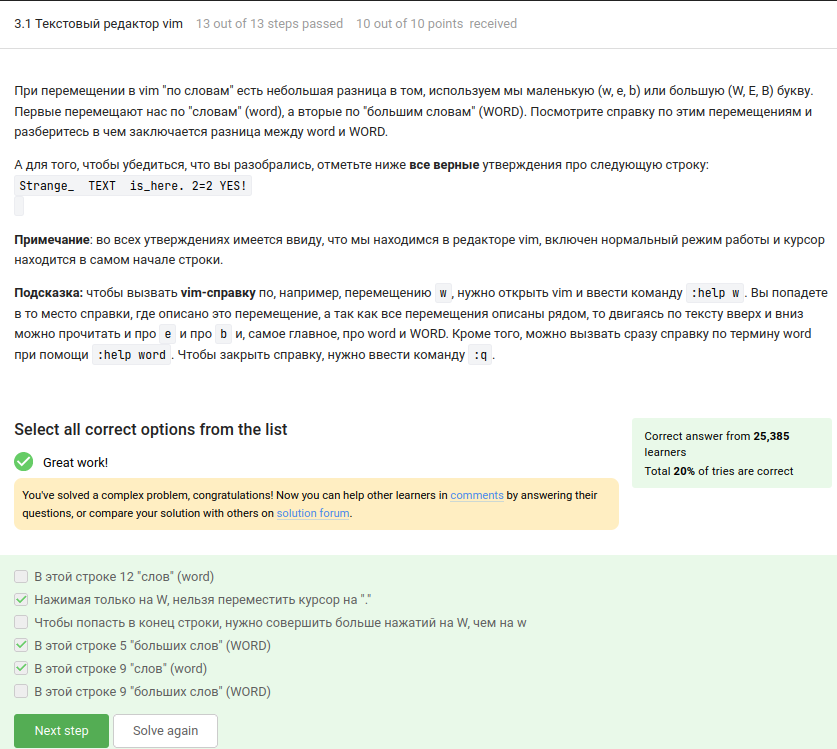 3.1 Текстовый редактор vim 13 out of 13 steps passed 10 out of 10 points received
При перемещении в vim "по словам" есть небольшая разница в том, используем мы маленькую (w, e, b) или большую (W, E, B) букву.
Первые перемещают нас по "словам" (word), а вторые по "большим словам" (WORD). Посмотрите справку по этим перемещениям и
разберитесь в чем заключается разница между word и WORD.
А для того, чтобы убедиться, что вы разобрались, отметьте ниже все верные утверждения про следующую строку:
Strange_  TEXT  is_here. 2=2 YES!
Примечание: во всех утверждениях имеется ввиду, что мы находимся в редакторе vim, включен нормальный режим работы и курсор
находится в самом начале строки.
Подсказка: чтобы вызвать vim-справку по, например, перемещению w, нужно открыть vim и ввести команду :help w. Вы попадете
в то место справки, где описано это перемещение, а так как все перемещения описаны рядом, то двигаясь по тексту вверх и вниз
можно прочитать и про e и про b и, самое главное, про word и WORD. Кроме того, можно вызвать сразу справку по термину word
при помощи :help word. Чтобы закрыть справку, нужно ввести команду :q.
Select all correct options from the list
Great work!
You've solved a complex problem, congratulations! Now you can help other learners in comments by answering their
questions, or compare your solution with others on solution forum.
Correct answer from 25,385
learners
Total 20% of tries are correct
В этой строке 12 "слов" (word)
Нажимая только на W, нельзя переместить курсор на "."
Чтобы попасть в конец строки, нужно совершить больше нажатий на W, чем на w
В этой строке 5 "больших слов" (WORD)
В этой строке 9 "слов" (word)
В этой строке 9 "больших слов" (WORD)
Next step Solve again